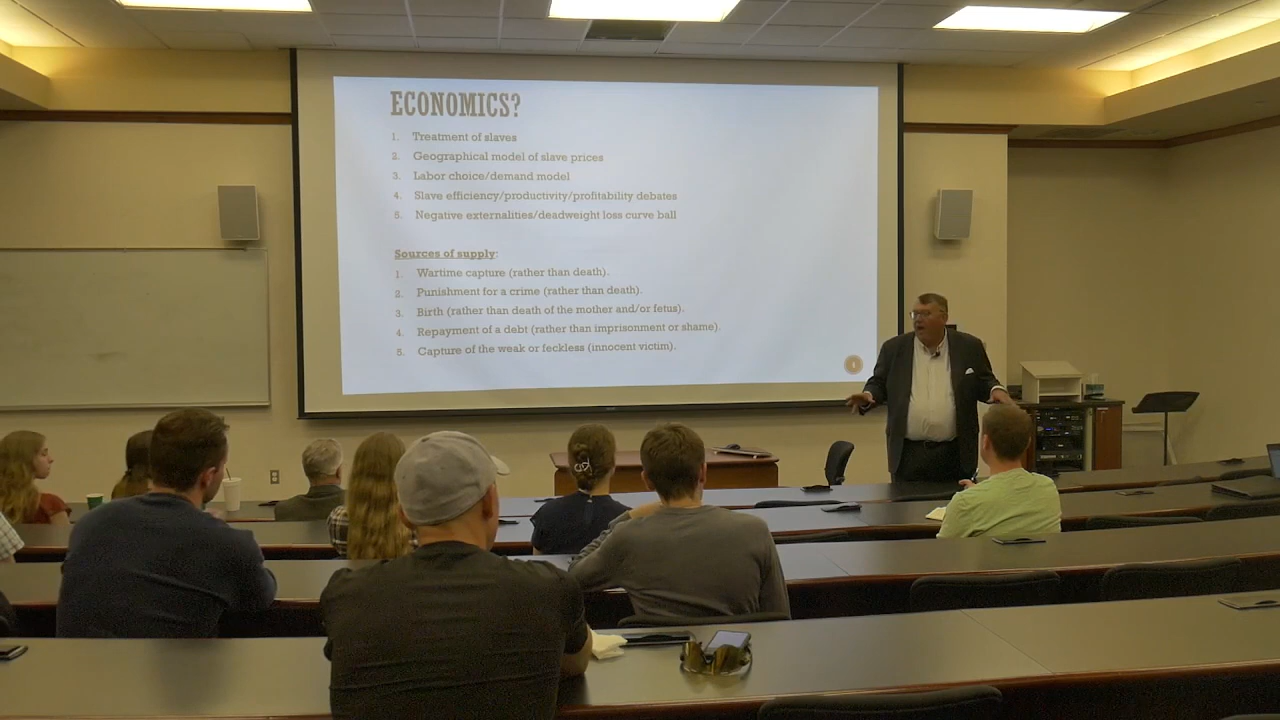 ECONOMICS?
1. Treatment of slaves
2. Geographical model of slave prices
3. Labor choice/demand model
4. Slave efficiency/productivity/profitability debates
5. Negative externalities/deadweight loss curve ball
Sources of supply:
1. Wartime capture (rather than death).
2. Punishment for a crime (rather than death).
3. Birth (rather than death of the mother and/or fetus).
4. Repayment of a debt (rather than imprisonment or shame).
5. Capture of the weak or feckless (innocent victim).